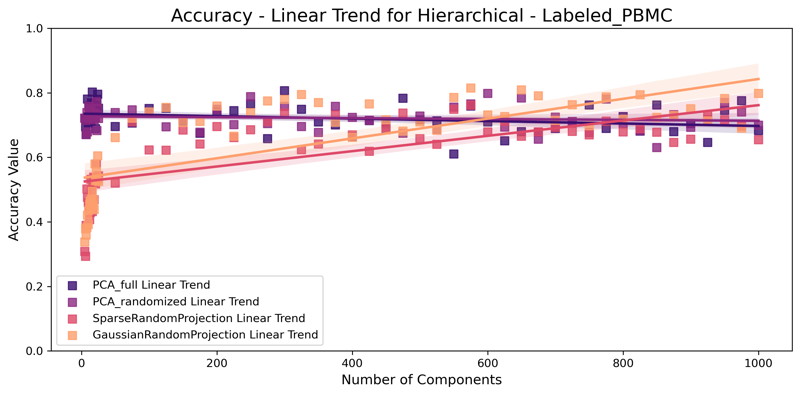 Accuracy - Linear Trend for Hierarchical - Labeled_PBMC
Accuracy Value
1.0
0.8
0.6
0.4
0.2
0.0
PCA_full Linear Trend
PCA_randomized Linear Trend
SparseRandomProjection Linear Trend
GaussianRandomProjection Linear Trend
0 200 400 600 800 1000
Number of Components